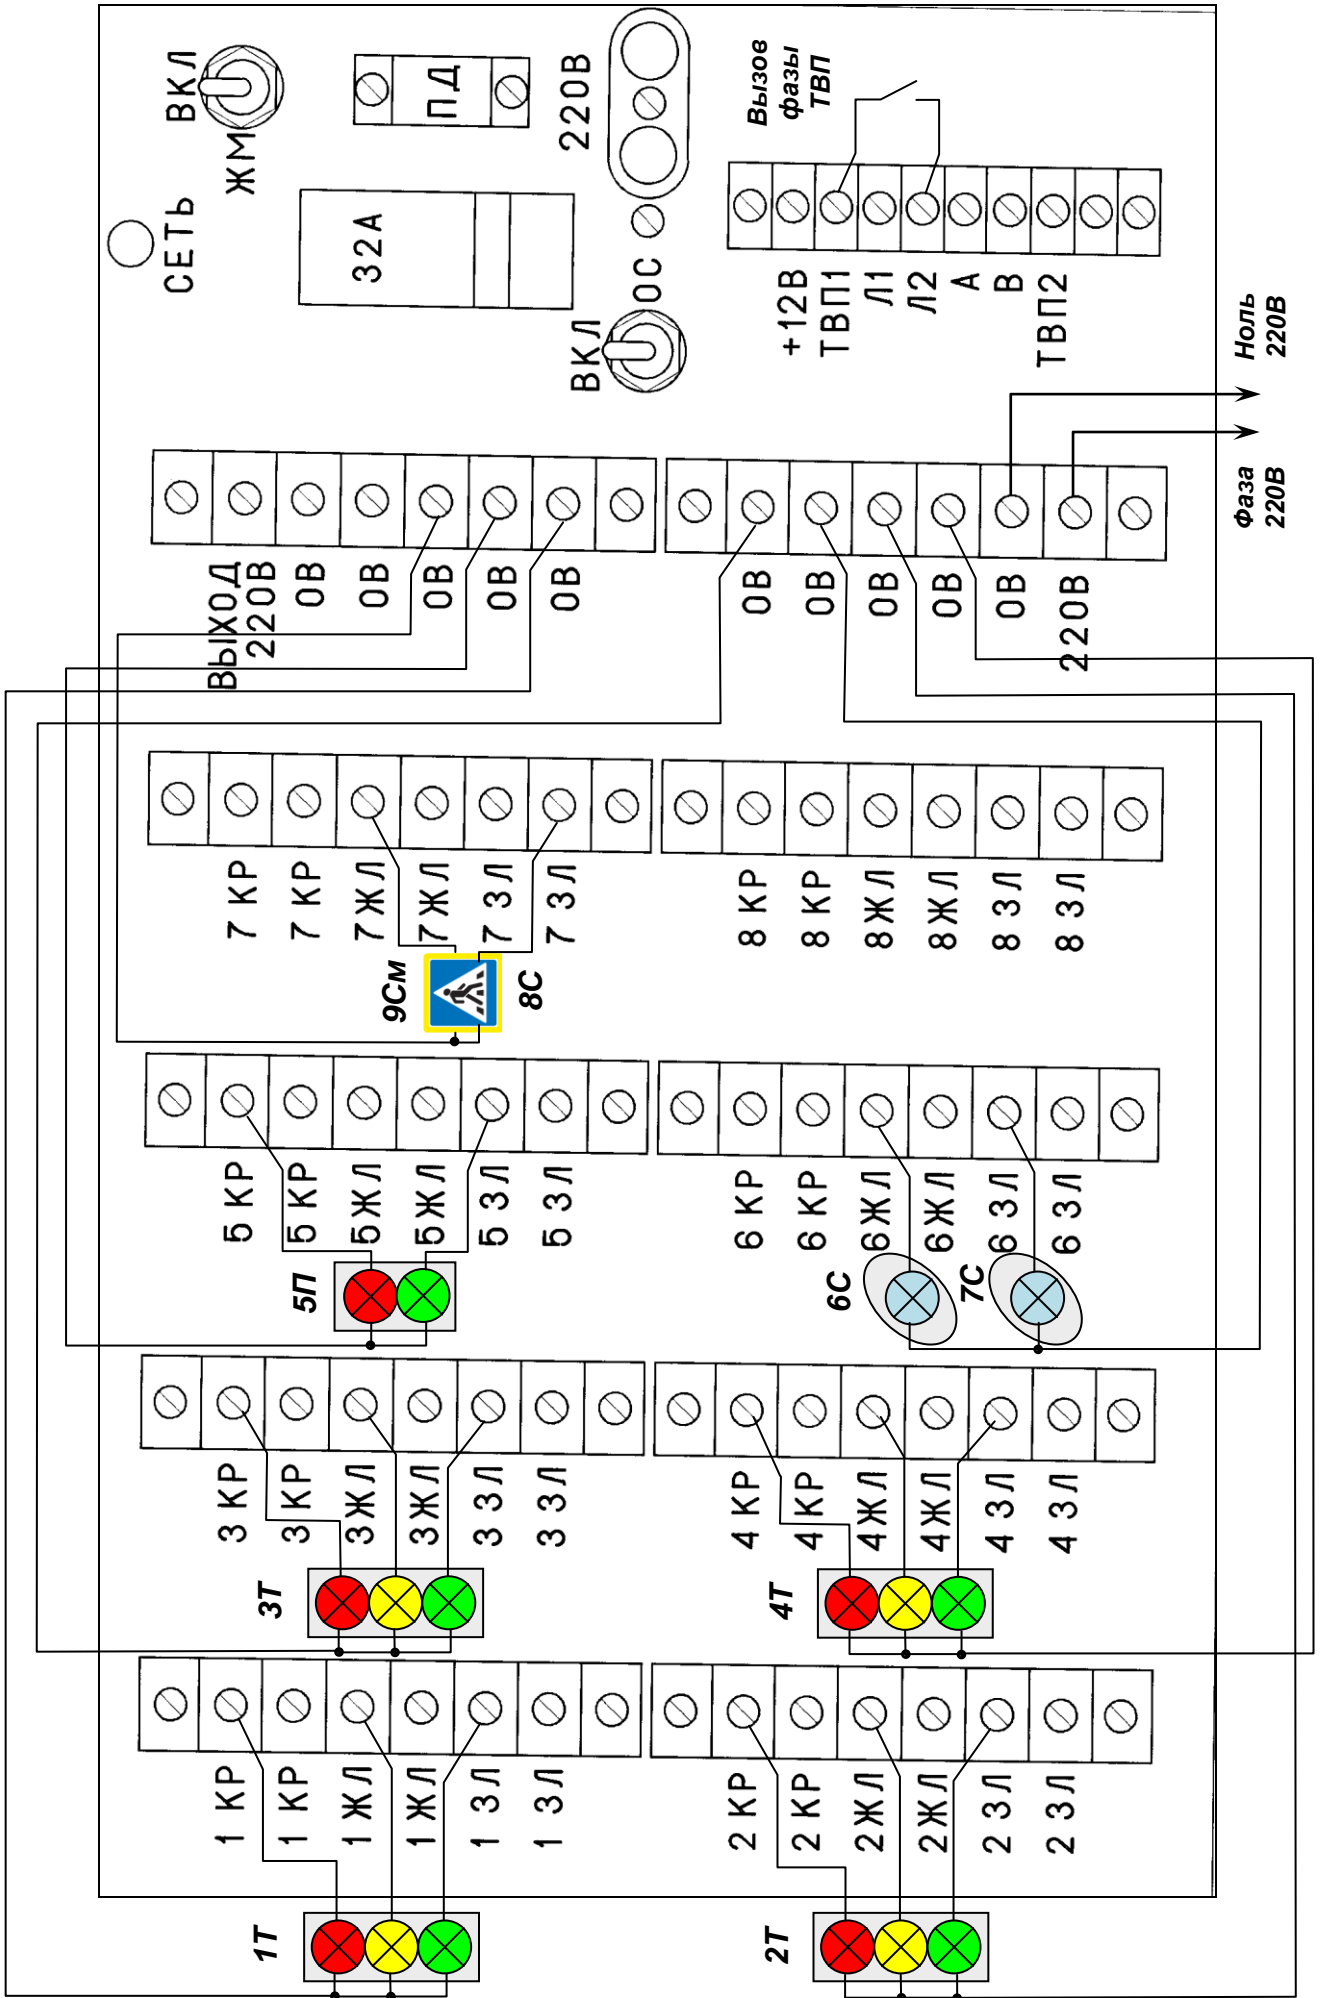 ВКЛ
ЖМ
СЕТЬ
ПД
32А
220В
ОС
ВКЛ
Вызов
фазы
ТВП
+12В
ТВП1
Л1
Л2
А
В
ТВП2
Ноль
220В
Фаза
220В
ВЫХОД
220В
0В
0В
0В
0В
0В
0В
0В
0В
0В
0В
220В
7 КР
7 КР
7 ЖЛ
7 ЖЛ
7 ЗЛ
7 ЗЛ
8 КР
8 КР
8 ЖЛ
8 ЖЛ
8 ЗЛ
8 ЗЛ
9См
8С
5 КР
5 КР
5 ЖЛ
5 ЖЛ
5 ЗЛ
5 ЗЛ
6 КР
6 КР
6 ЖЛ
6 ЖЛ
6 ЗЛ
6 ЗЛ
5П
6С
7С
3 КР
3 КР
3 ЖЛ
3 ЖЛ
3 ЗЛ
3 ЗЛ
4 КР
4 КР
4 ЖЛ
4 ЖЛ
4 ЗЛ
4 ЗЛ
3Т
4Т
1 КР
1 КР
1 ЖЛ
1 ЖЛ
1 ЗЛ
1 ЗЛ
2 КР
2 КР
2 ЖЛ
2 ЖЛ
2 ЗЛ
2 ЗЛ
1Т
2Т